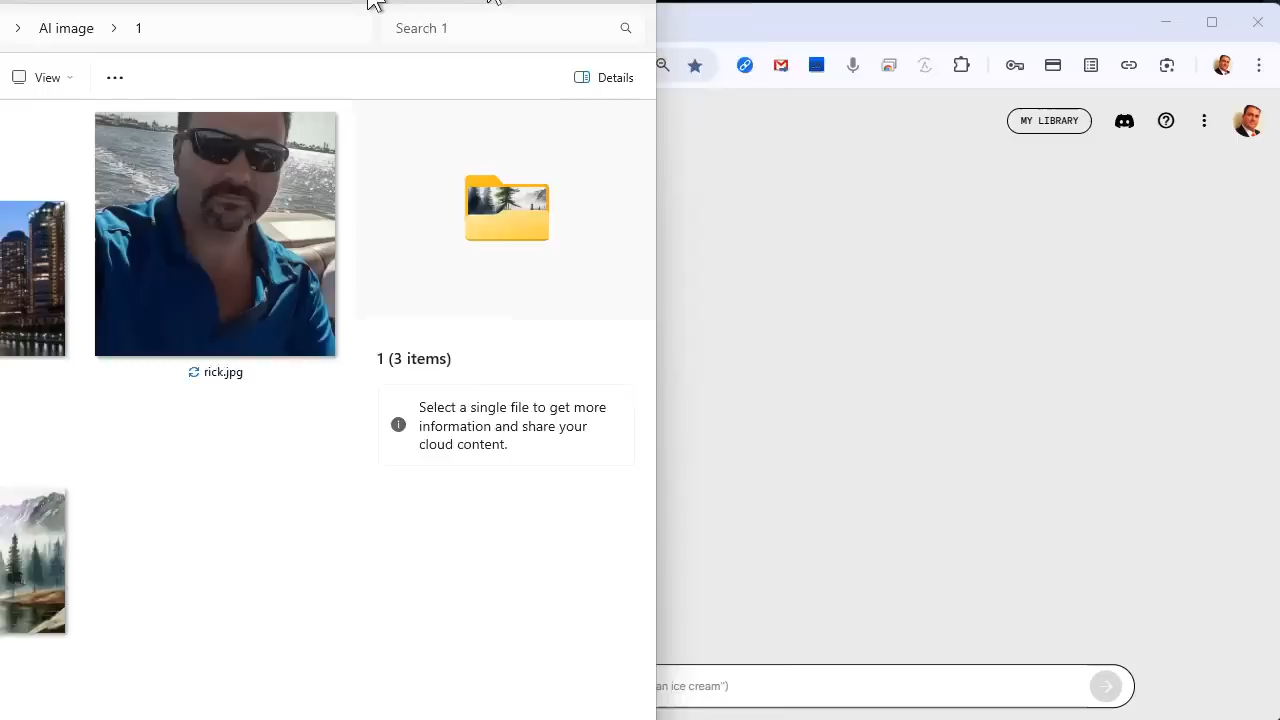 AI image
1
Search 1
View
Details
MY LIBRARY
rick.jpg
1 (3 items)
Select a single file to get more
information and share your
cloud content.
an ice cream")